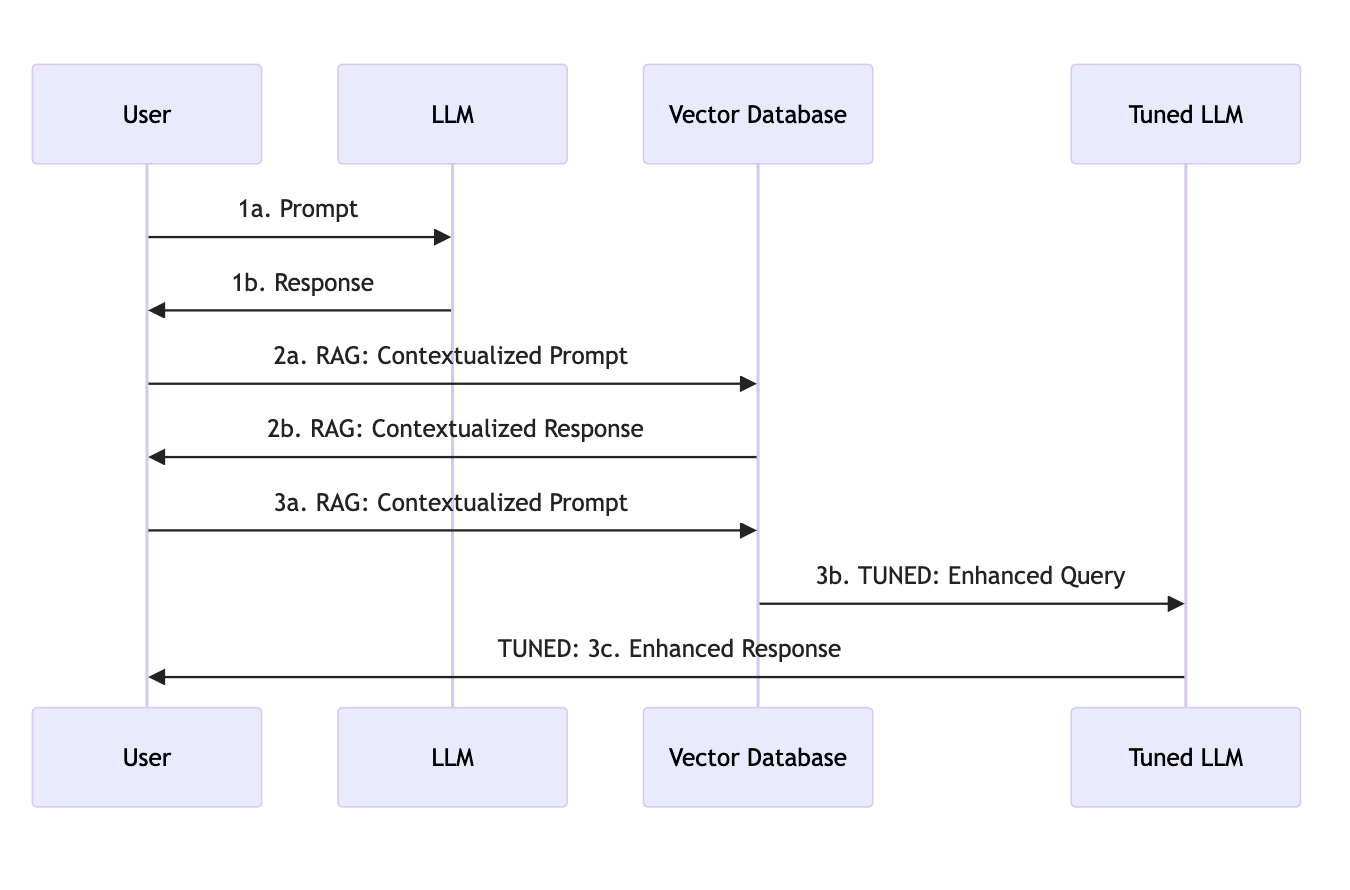 User
LLM
Vector Database
Tuned LLM
1a. Prompt
1b. Response
2a. RAG: Contextualized Prompt
2b. RAG: Contextualized Response
3a. RAG: Contextualized Prompt
3b. TUNED: Enhanced Query
TUNED: 3c. Enhanced Response
User
LLM
Vector Database
Tuned LLM